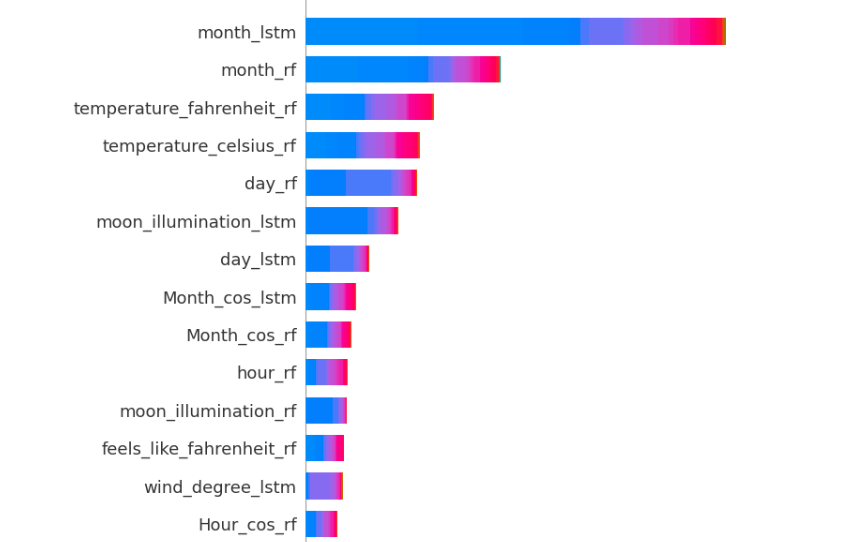 month_lstm
month_rf
temperature_fahrenheit_rf
temperature_celsius_rf
day_rf
moon_illumination_lstm
day_lstm
Month_cos_lstm
Month_cos_rf
hour_rf
moon_illumination_rf
feels_like_fahrenheit_rf
wind_degree_lstm
Hour_cos_rf